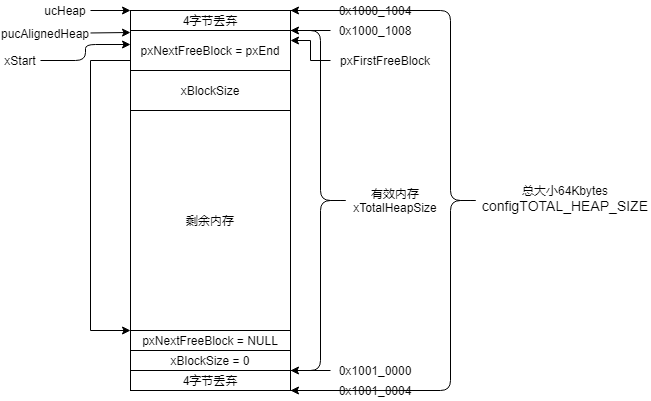 ucHeap
0x1000_1004
4字节丢弃
pucAlignedHeap
0x1000_1008
xStart
pxNextFreeBlock = pxEnd
pxFirstFreeBlock
xBlockSize
有效内存
xTotalHeapSize
总大小64Kbytes
configTOTAL_HEAP_SIZE
剩余内存
pxNextFreeBlock = NULL
xBlockSize = 0
0x1001_0000
4字节丢弃
0x1001_0004